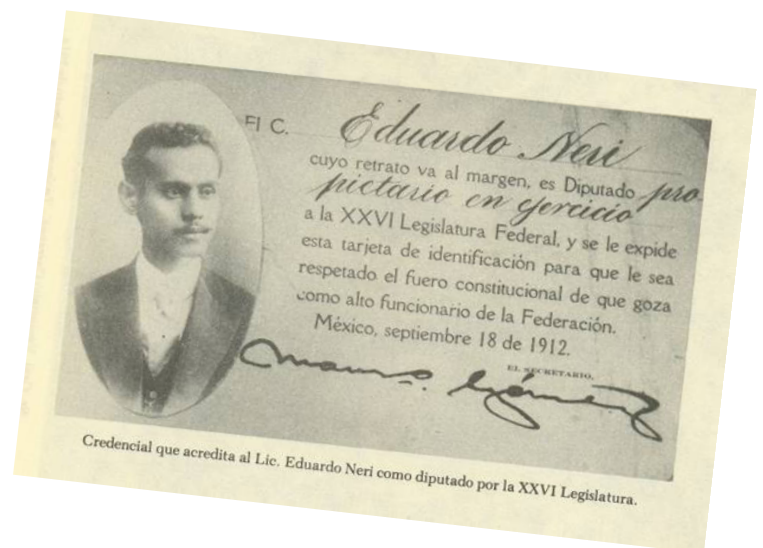 El C. Eduardo Neri
cuyo retrato va al margen, es Diputado pro-
pietario en ejercicio
a la XXVI Legislatura Federal, y se le expide
esta tarjeta de identificación para que le sea
respetado el fuero constitucional de que goza
como alto funcionario de la Federación.
México, septiembre 18 de 1912.
EL SECRETARIO,
Credencial que acredita al Lic. Eduardo Neri como diputado por la XXVI Legislatura.